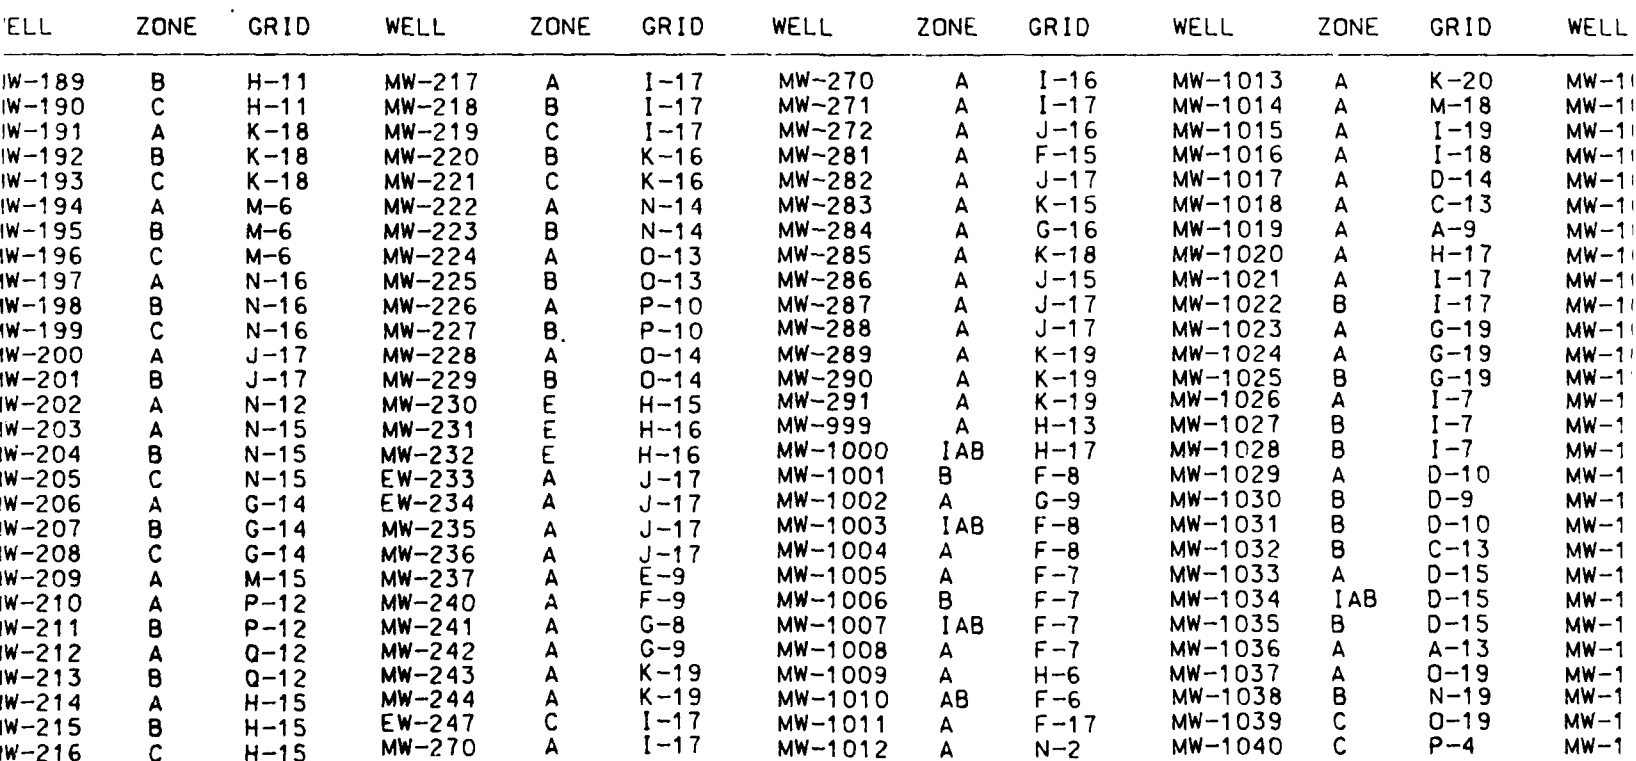 ELL ZONE GRID WELL ZONE GRID WELL ZONE GRID WELL ZONE GRID WELL
W-189 B H-11 MW-217 A I-17 MW-270 A I-16 MW-1013 A K-20 MW-1
W-190 C H-11 MW-218 B I-17 MW-271 A I-17 MW-1014 A M-18 MW-1
W-191 A K-18 MW-219 C I-17 MW-272 A J-16 MW-1015 A I-19 MW-1
W-192 B K-18 MW-220 B K-16 MW-281 A F-15 MW-1016 A I-18 MW-1
W-193 C K-18 MW-221 C K-16 MW-282 A J-17 MW-1017 A D-14 MW-1
W-194 A M-6 MW-222 A N-14 MW-283 A K-15 MW-1018 A C-13 MW-1
W-195 B M-6 MW-223 B N-14 MW-284 A G-16 MW-1019 A A-9 MW-1
W-196 C M-6 MW-224 A O-13 MW-285 A K-18 MW-1020 A H-17 MW-1
W-197 A N-16 MW-225 B O-13 MW-286 A J-15 MW-1021 A I-17 MW-1
W-198 B N-16 MW-226 A P-10 MW-287 A J-17 MW-1022 B I-17 MW-1
W-199 C N-16 MW-227 B P-10 MW-288 A J-17 MW-1023 A G-19 MW-1
W-200 A J-17 MW-228 A O-14 MW-289 A K-19 MW-1024 A G-19 MW-1
W-201 B J-17 MW-229 B O-14 MW-290 A K-19 MW-1025 B G-19 MW-1
W-202 A N-12 MW-230 E H-15 MW-291 A K-19 MW-1026 A I-7 MW-1
W-203 A N-15 MW-231 E H-16 MW-999 A H-13 MW-1027 B I-7 MW-1
W-204 B N-15 MW-232 E H-16 MW-1000 IAB H-17 MW-1028 B I-7 MW-1
W-205 C N-15 EW-233 A J-17 MW-1001 B F-8 MW-1029 A D-10 MW-1
W-206 A G-14 EW-234 A J-17 MW-1002 A G-9 MW-1030 B D-9 MW-1
W-207 B G-14 MW-235 A J-17 MW-1003 IAB F-8 MW-1031 B D-10 MW-1
W-208 C G-14 MW-236 A J-17 MW-1004 A F-8 MW-1032 B C-13 MW-1
W-209 A M-15 MW-237 A E-9 MW-1005 A F-7 MW-1033 A D-15 MW-1
W-210 A P-12 MW-240 A F-9 MW-1006 B F-7 MW-1034 IAB D-15 MW-1
W-211 B P-12 MW-241 A G-8 MW-1007 IAB F-7 MW-1035 B D-15 MW-1
W-212 A Q-12 MW-242 A G-9 MW-1008 A F-7 MW-1036 A A-13 MW-1
W-213 B Q-12 MW-243 A K-19 MW-1009 A H-6 MW-1037 A O-19 MW-1
W-214 A H-15 MW-244 A K-19 MW-1010 AB F-6 MW-1038 B N-19 MW-1
W-215 B H-15 EW-247 C I-17 MW-1011 A F-17 MW-1039 C O-19 MW-1
W-216 C H-15 MW-270 A I-17 MW-1012 A N-2 MW-1040 C P-4 MW-1